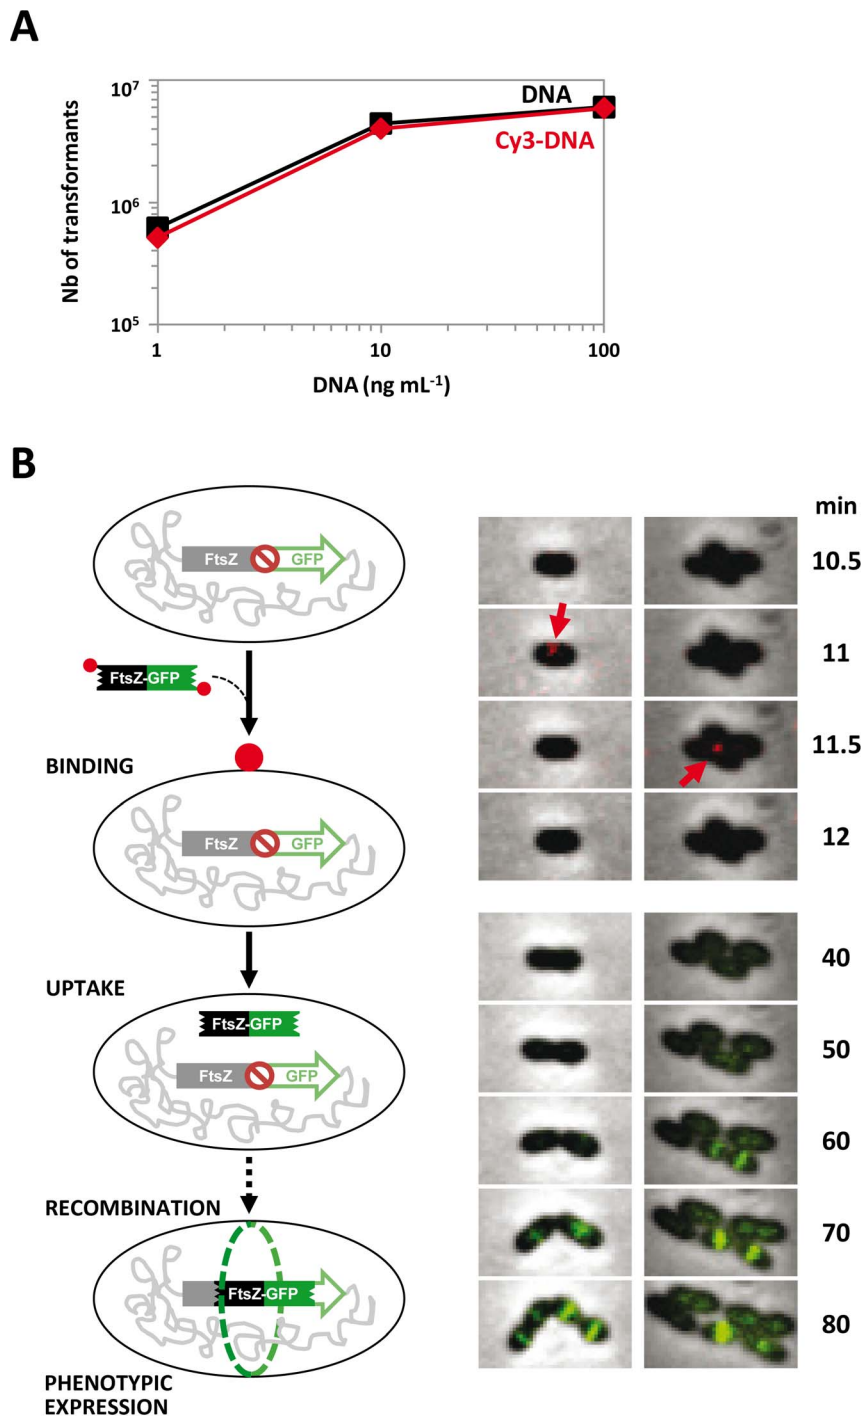 A
10⁷
10⁶
10⁵
Nb of transformants
DNA
Cy3-DNA
1
10
100
DNA (ng mL⁻¹)
B
FtsZ
GFP
FtsZ-GFP
BINDING
FtsZ
GFP
UPTAKE
FtsZ-GFP
FtsZ
GFP
RECOMBINATION
FtsZ-GFP
PHENOTYPIC
EXPRESSION
min
10.5
11
11.5
12
40
50
60
70
80